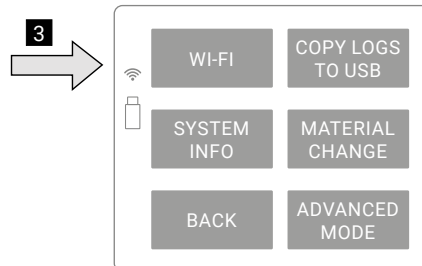 3
WI-FI
COPY LOGS
TO USB
SYSTEM
INFO
MATERIAL
CHANGE
BACK
ADVANCED
MODE